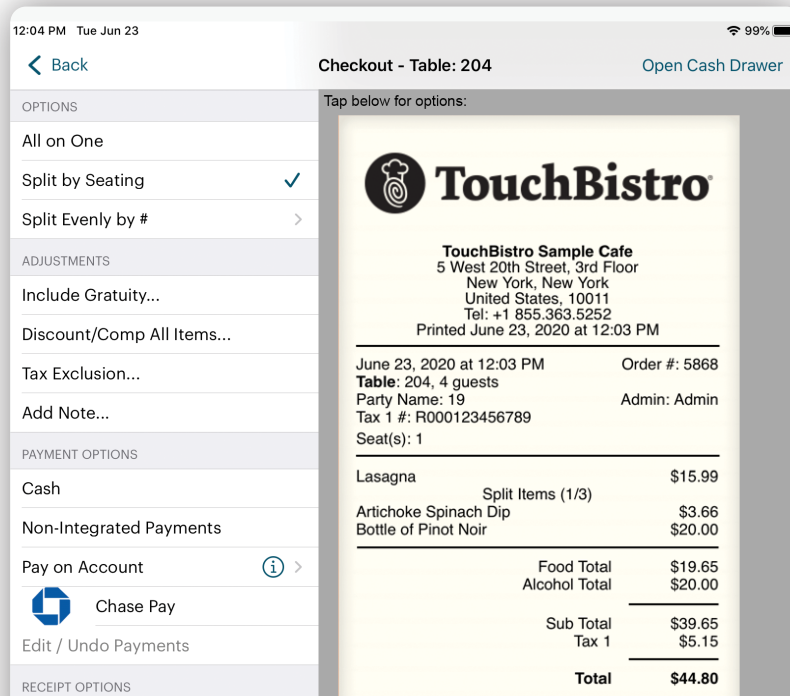 12:04 PM Tue Jun 23 99%
Back
Checkout - Table: 204
Open Cash Drawer
OPTIONS
All on One
Split by Seating
Split Evenly by #
ADJUSTMENTS
Include Gratuity...
Discount/Comp All Items...
Tax Exclusion...
Add Note...
PAYMENT OPTIONS
Cash
Non-Integrated Payments
Pay on Account
Chase Pay
Edit / Undo Payments
RECEIPT OPTIONS
Tap below for options:
TouchBistro
TouchBistro Sample Cafe
5 West 20th Street, 3rd Floor
New York, New York
United States, 10011
Tel: +1 855.363.5252
Printed June 23, 2020 at 12:03 PM
June 23, 2020 at 12:03 PM Order #: 5868
Table: 204, 4 guests
Party Name: 19 Admin: Admin
Tax 1 #: R000123456789
Seat(s): 1
Lasagna $15.99
Split Items (1/3)
Artichoke Spinach Dip $3.66
Bottle of Pinot Noir $20.00
Food Total $19.65
Alcohol Total $20.00
Sub Total $39.65
Tax 1 $5.15
Total $44.80